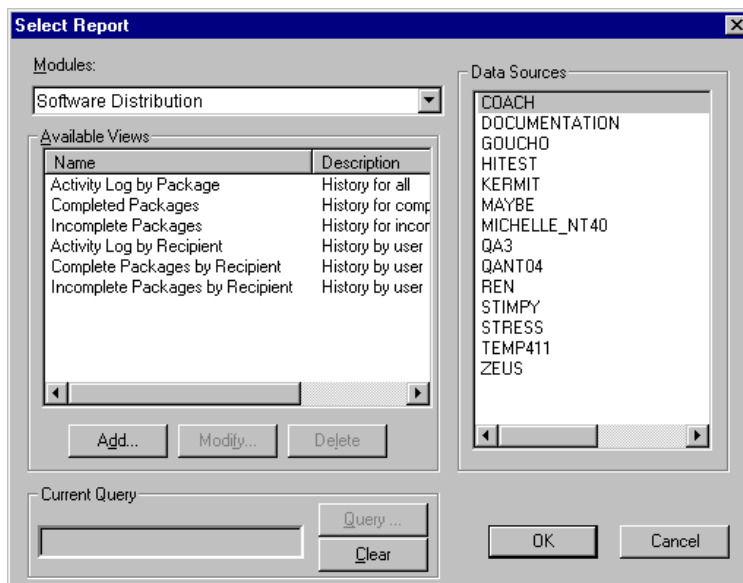 Select Report
Modules:
Software Distribution
Available Views
Name Description
Activity Log by Package History for all
Completed Packages History for comp
Incomplete Packages History for incor
Activity Log by Recipient History by user
Complete Packages by Recipient History by user
Incomplete Packages by Recipient History by user
Add... Modify... Delete
Current Query
Query ...
Clear
Data Sources
COACH
DOCUMENTATION
GOUCHO
HITEST
KERMIT
MAYBE
MICHELLE_NT40
QA3
QANT04
REN
STIMPY
STRESS
TEMP411
ZEUS
OK Cancel